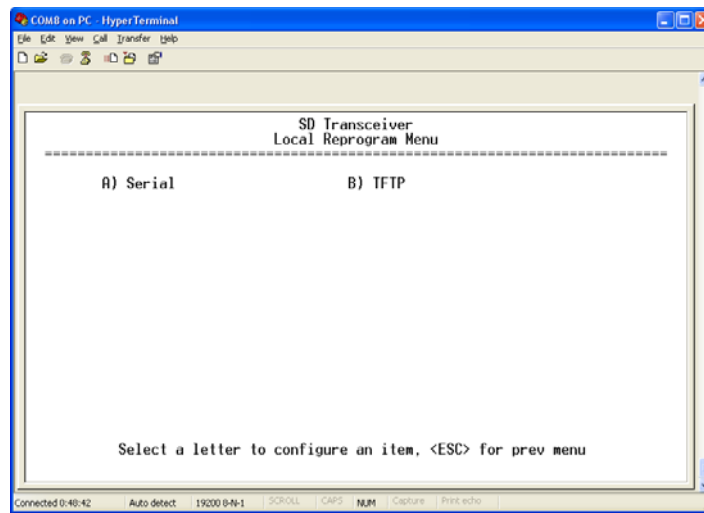 COM8 on PC - HyperTerminal
File Edit View Call Transfer Help
SD Transceiver
Local Reprogram Menu
==============================================================================
A) Serial B) TFTP
Select a letter to configure an item, <ESC> for prev menu
Connected 0:48:42 Auto detect 19200 8-N-1 SCROLL CAPS NUM Capture Print echo